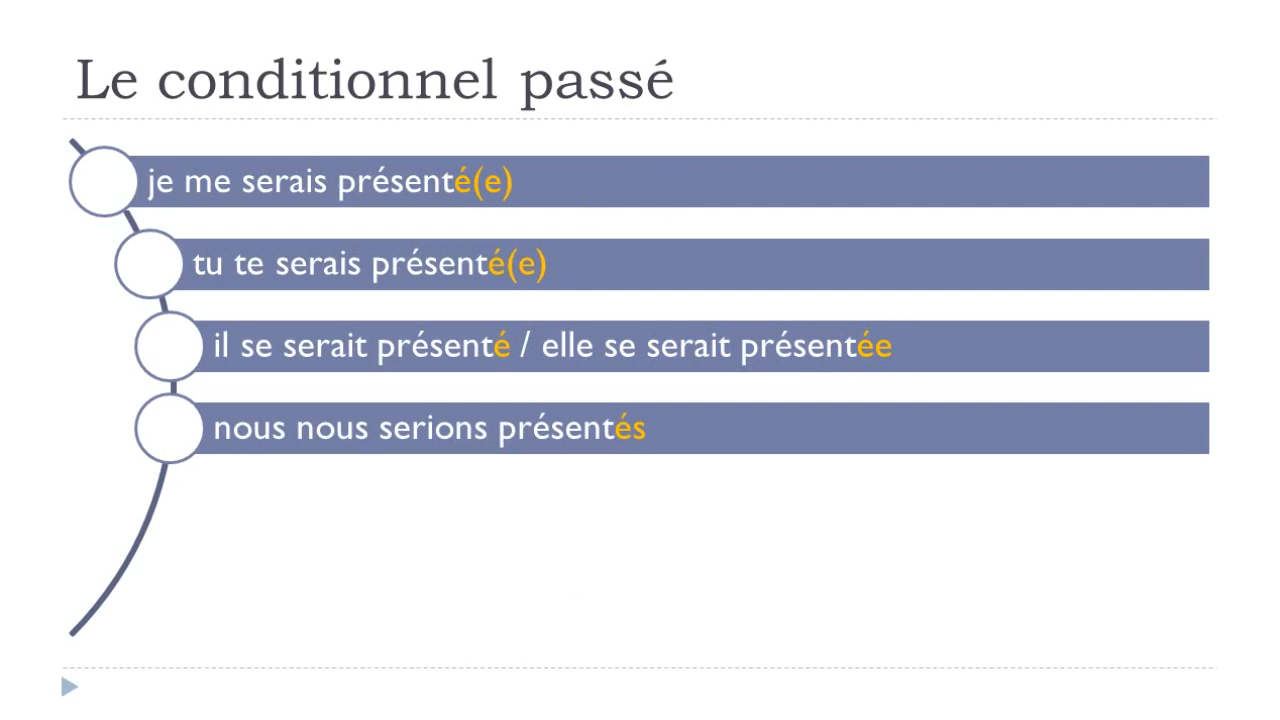 Le conditionnel passé
je me serais présenté(e)
tu te serais présenté(e)
il se serait présenté / elle se serait présentée
nous nous serions présentés